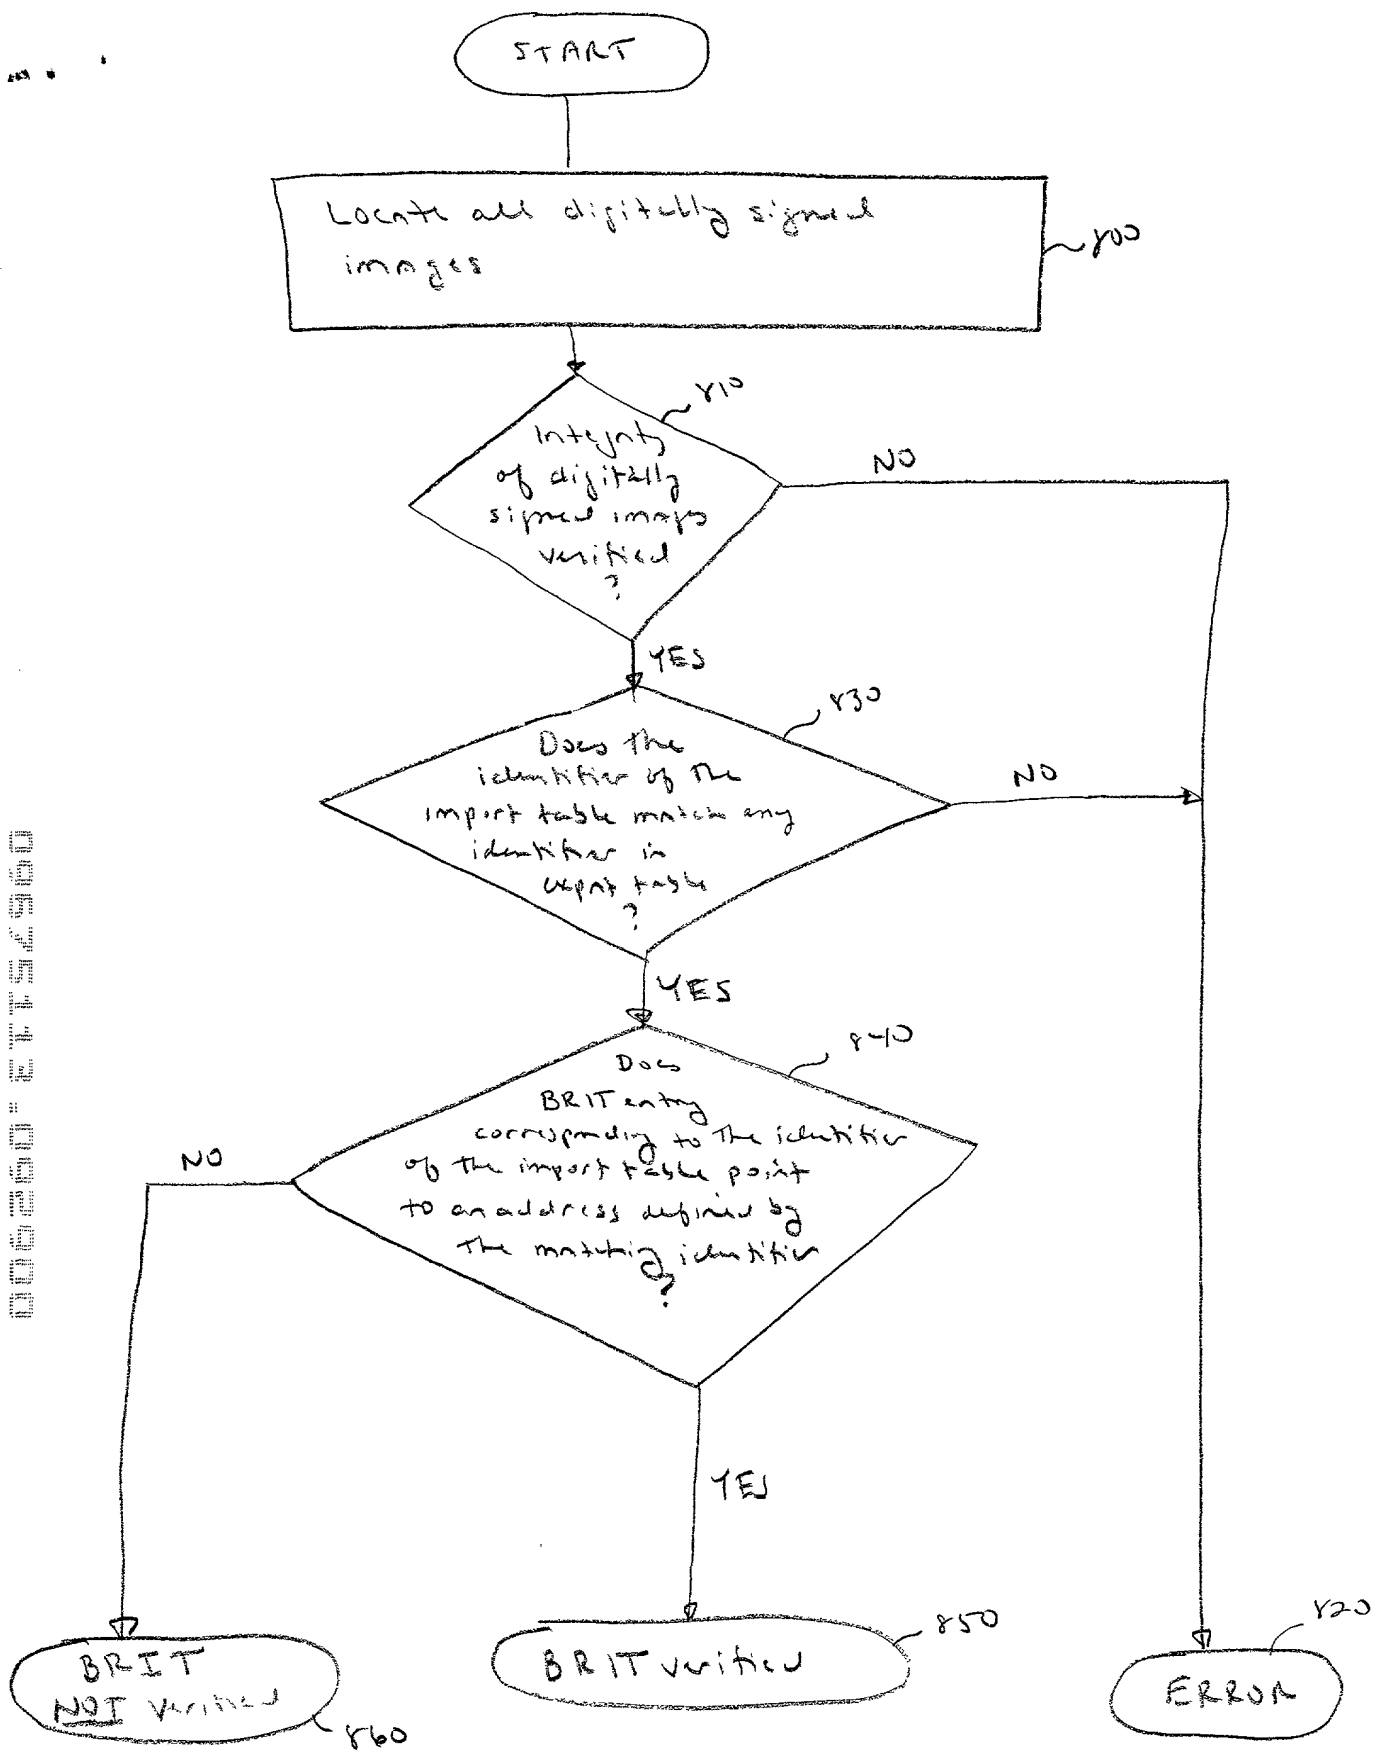 START
Locate all digitally signed
images
800
810
Integrity
of digitally
signed images
verified
?
NO
YES
830
Does the
identifier of the
import table match any
identifier in
export table
?
NO
YES
840
Does
BRIT entry
corresponding to the identifier
of the import table point
to an address defined by
the matching identifier
?
NO
YES
BRIT
NOT verified
860
BRIT verified
850
ERROR
820
09675113.092900